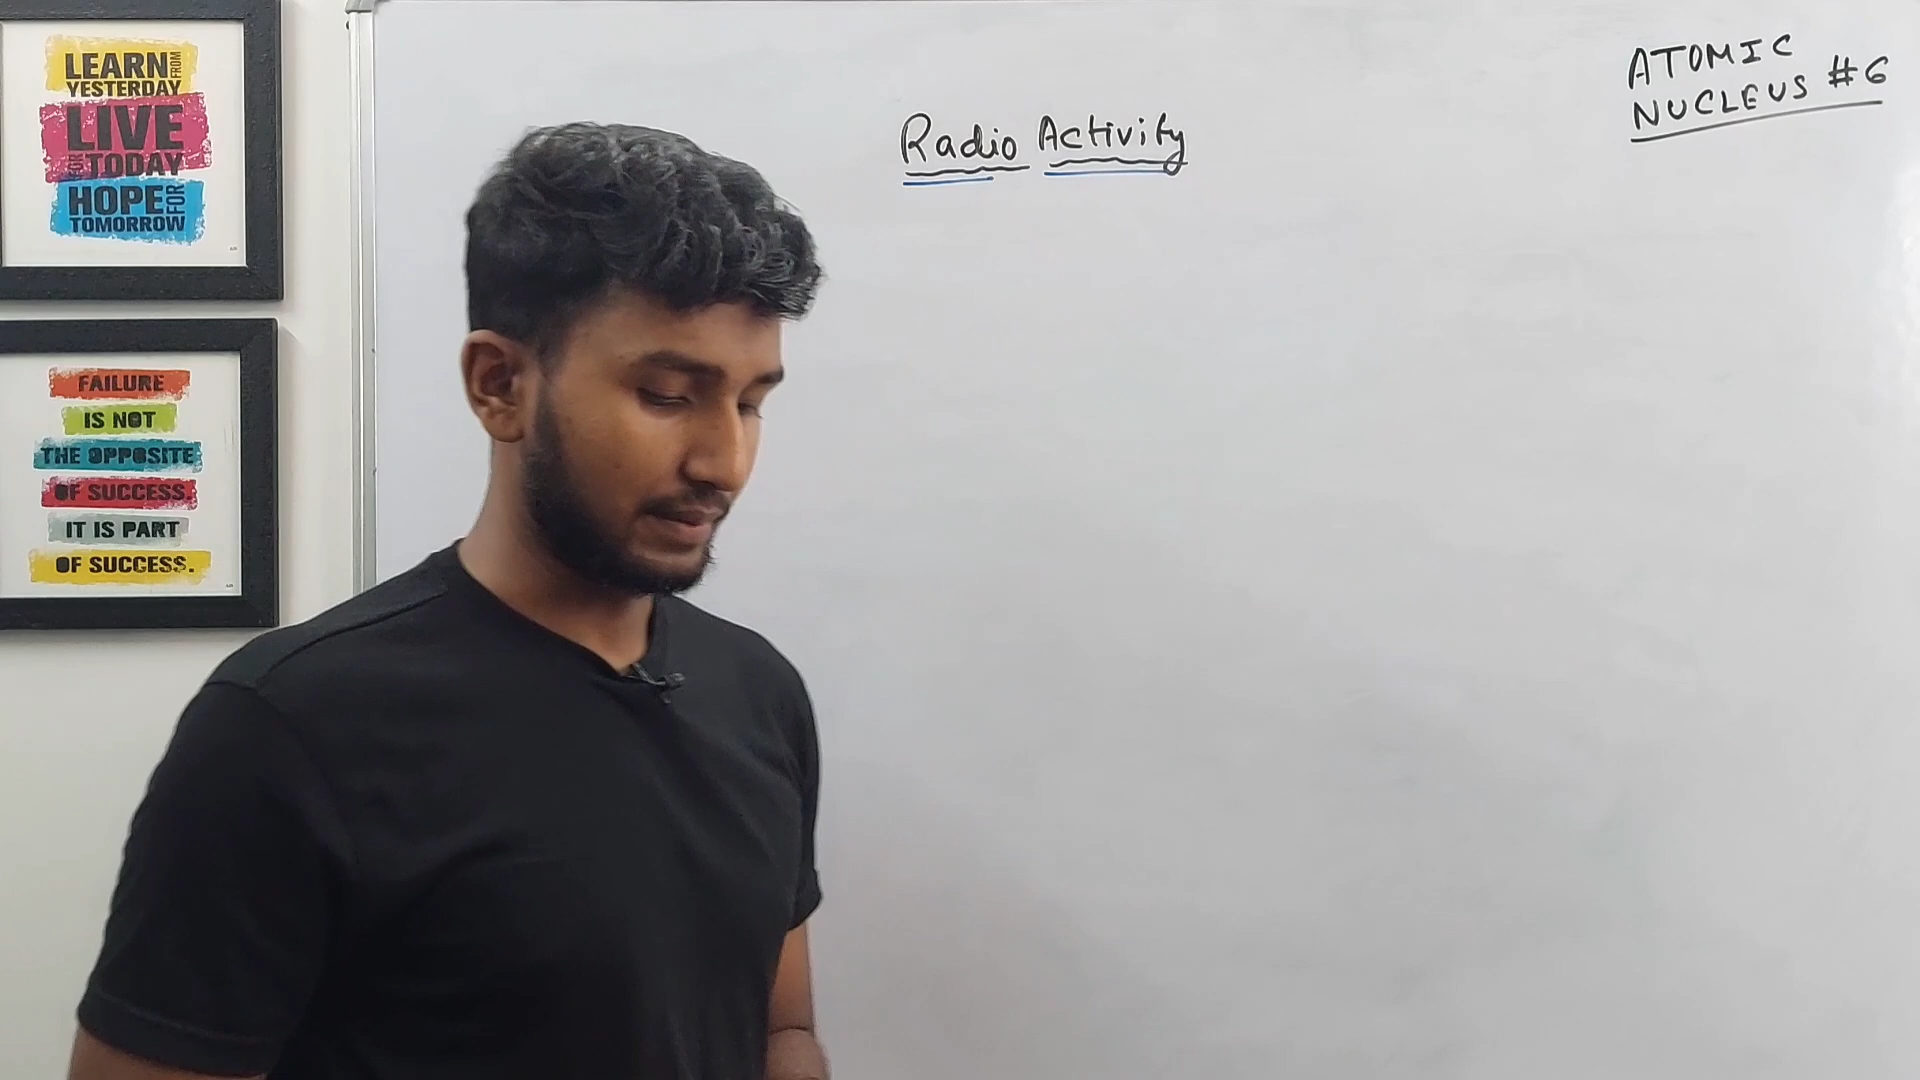 LEARN FROM
YESTERDAY
LIVE
FOR TODAY
HOPE FOR
TOMORROW
FAILURE
IS NOT
THE OPPOSITE
OF SUCCESS.
IT IS PART
OF SUCCESS.
Radio Activity
ATOMIC
NUCLEUS #6